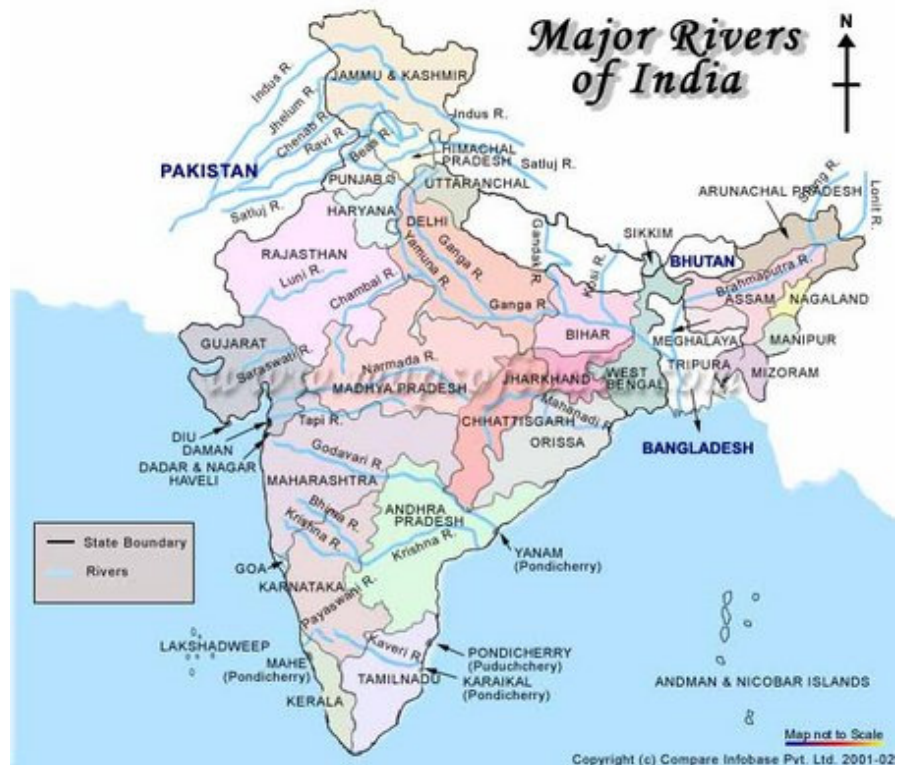 Major Rivers
of India
N
Indus R.
JAMMU & KASHMIR
Jhelum R.
Chenab R.
Ravi R.
Beas R.
Indus R.
HIMACHAL
PRADESH
Satluj R.
PAKISTAN
PUNJAB
UTTARANCHAL
Satluj R.
HARYANA
DELHI
ARUNACHAL PRADESH
Lohit R.
SIKKIM
BHUTAN
RAJASTHAN
Luni R.
Chambal R.
Yamuna R.
Ganga R.
Ganga R.
Gandak R.
Kosi R.
Brahmaputra R.
ASSAM
NAGALAND
BIHAR
MEGHALAYA
MANIPUR
GUJARAT
Saraswati R.
Narmada R.
MADHYA PRADESH
JHARKHAND
WEST
BENGAL
TRIPURA
MIZORAM
Tapi R.
CHHATTISGARH
Mahanadi R.
ORISSA
BANGLADESH
DIU
DAMAN
DADAR & NAGAR
HAVELI
Godavari R.
MAHARASHTRA
Bhima R.
Krishna R.
ANDHRA
PRADESH
Krishna R.
YANAM
(Pondicherry)
State Boundary
Rivers
GOA
KARNATAKA
Payaswani R.
LAKSHADWEEP
MAHE
(Pondicherry)
Kaveri R.
PONDICHERRY
(Puduchchery)
KARAIKAL
(Pondicherry)
TAMILNADU
KERALA
ANDMAN & NICOBAR ISLANDS
Map not to Scale
Copyright (c) Compare Infobase Pvt. Ltd. 2001-02